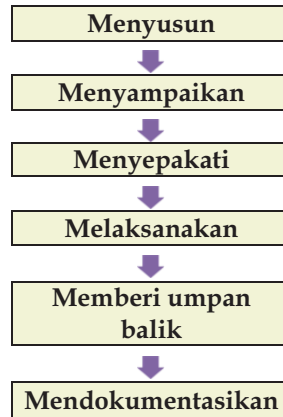 Menyusun
Menyampaikan
Menyepakati
Melaksanakan
Memberi umpan
balik
Mendokumentasikan